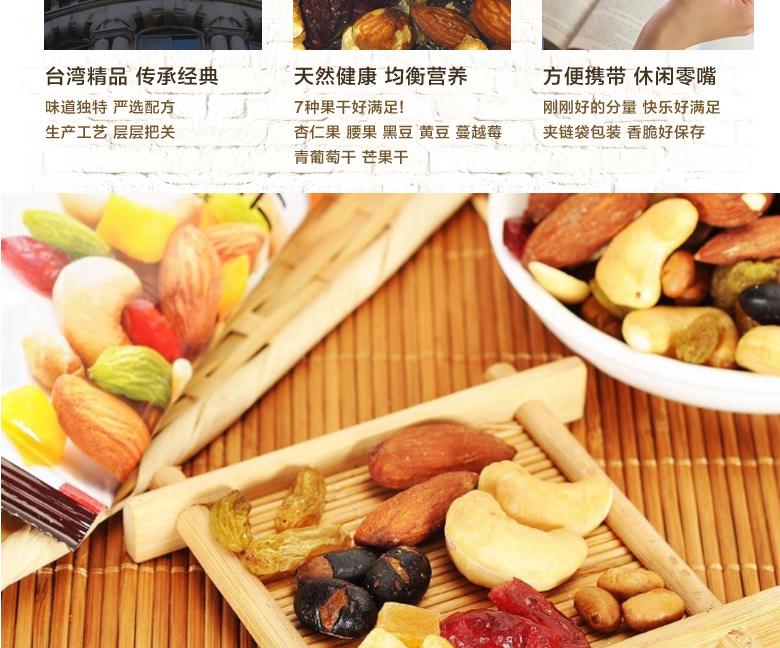 台湾精品 传承经典
味道独特 严选配方
生产工艺 层层把关
天然健康 均衡营养
7种果干好满足!
杏仁果 腰果 黑豆 黄豆 蔓越莓
青葡萄干 芒果干
方便携带 休闲零嘴
刚刚好的分量 快乐好满足
夹链袋包装 香脆好保存